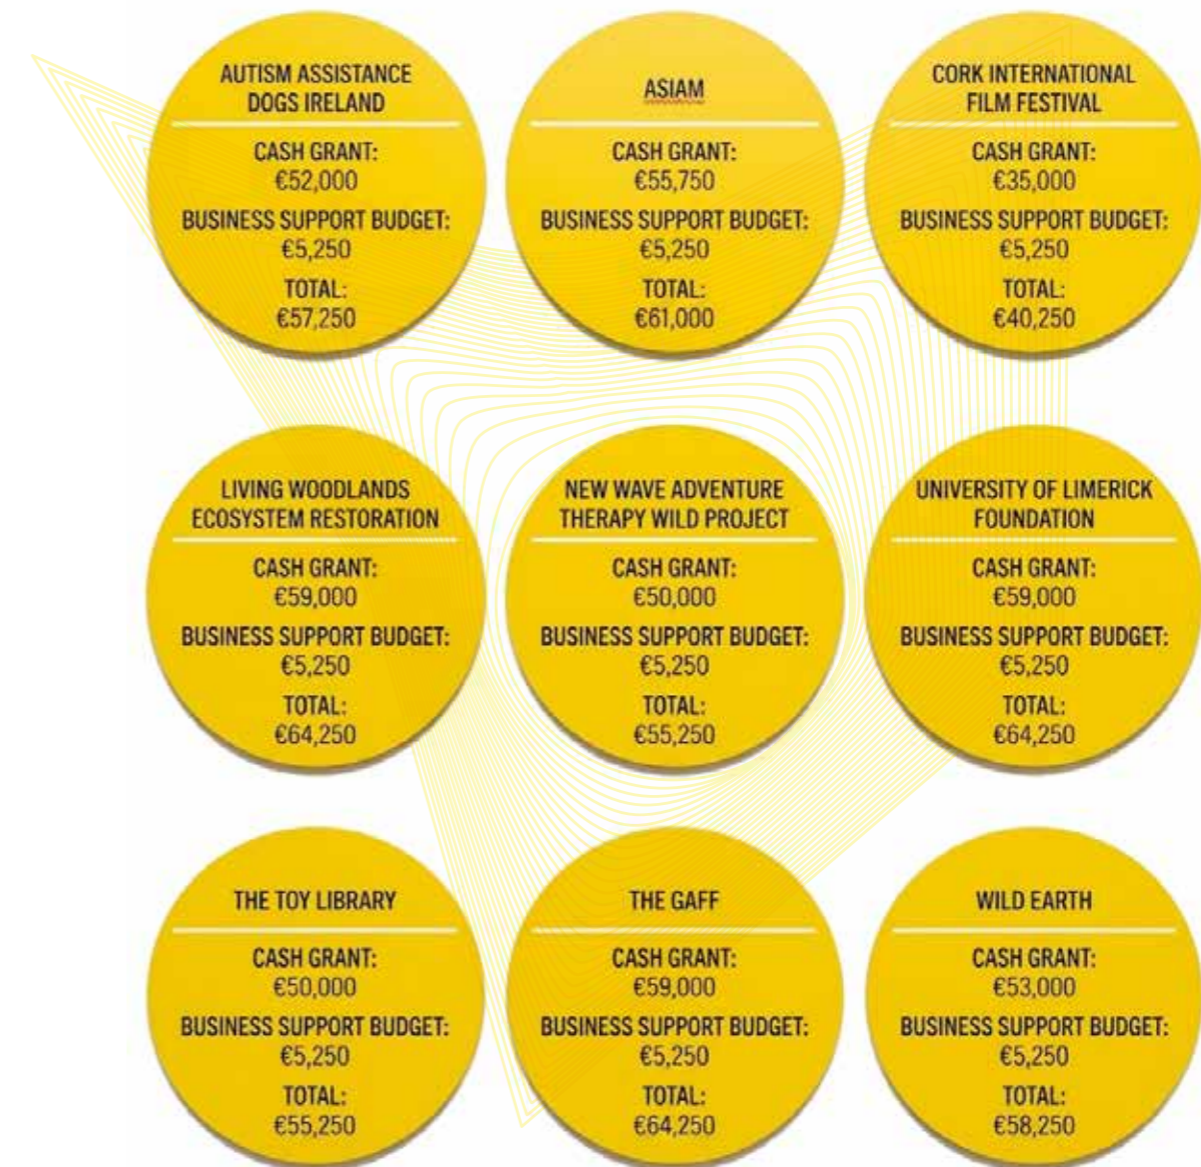 AUTISM ASSISTANCE
DOGS IRELAND
CASH GRANT:
€52,000
BUSINESS SUPPORT BUDGET:
€5,250
TOTAL:
€57,250
ASIAM
CASH GRANT:
€55,750
BUSINESS SUPPORT BUDGET:
€5,250
TOTAL:
€61,000
CORK INTERNATIONAL
FILM FESTIVAL
CASH GRANT:
€35,000
BUSINESS SUPPORT BUDGET:
€5,250
TOTAL:
€40,250
LIVING WOODLANDS
ECOSYSTEM RESTORATION
CASH GRANT:
€59,000
BUSINESS SUPPORT BUDGET:
€5,250
TOTAL:
€64,250
NEW WAVE ADVENTURE
THERAPY WILD PROJECT
CASH GRANT:
€50,000
BUSINESS SUPPORT BUDGET:
€5,250
TOTAL:
€55,250
UNIVERSITY OF LIMERICK
FOUNDATION
CASH GRANT:
€59,000
BUSINESS SUPPORT BUDGET:
€5,250
TOTAL:
€64,250
THE TOY LIBRARY
CASH GRANT:
€50,000
BUSINESS SUPPORT BUDGET:
€5,250
TOTAL:
€55,250
THE GAFF
CASH GRANT:
€59,000
BUSINESS SUPPORT BUDGET:
€5,250
TOTAL:
€64,250
WILD EARTH
CASH GRANT:
€53,000
BUSINESS SUPPORT BUDGET:
€5,250
TOTAL:
€58,250